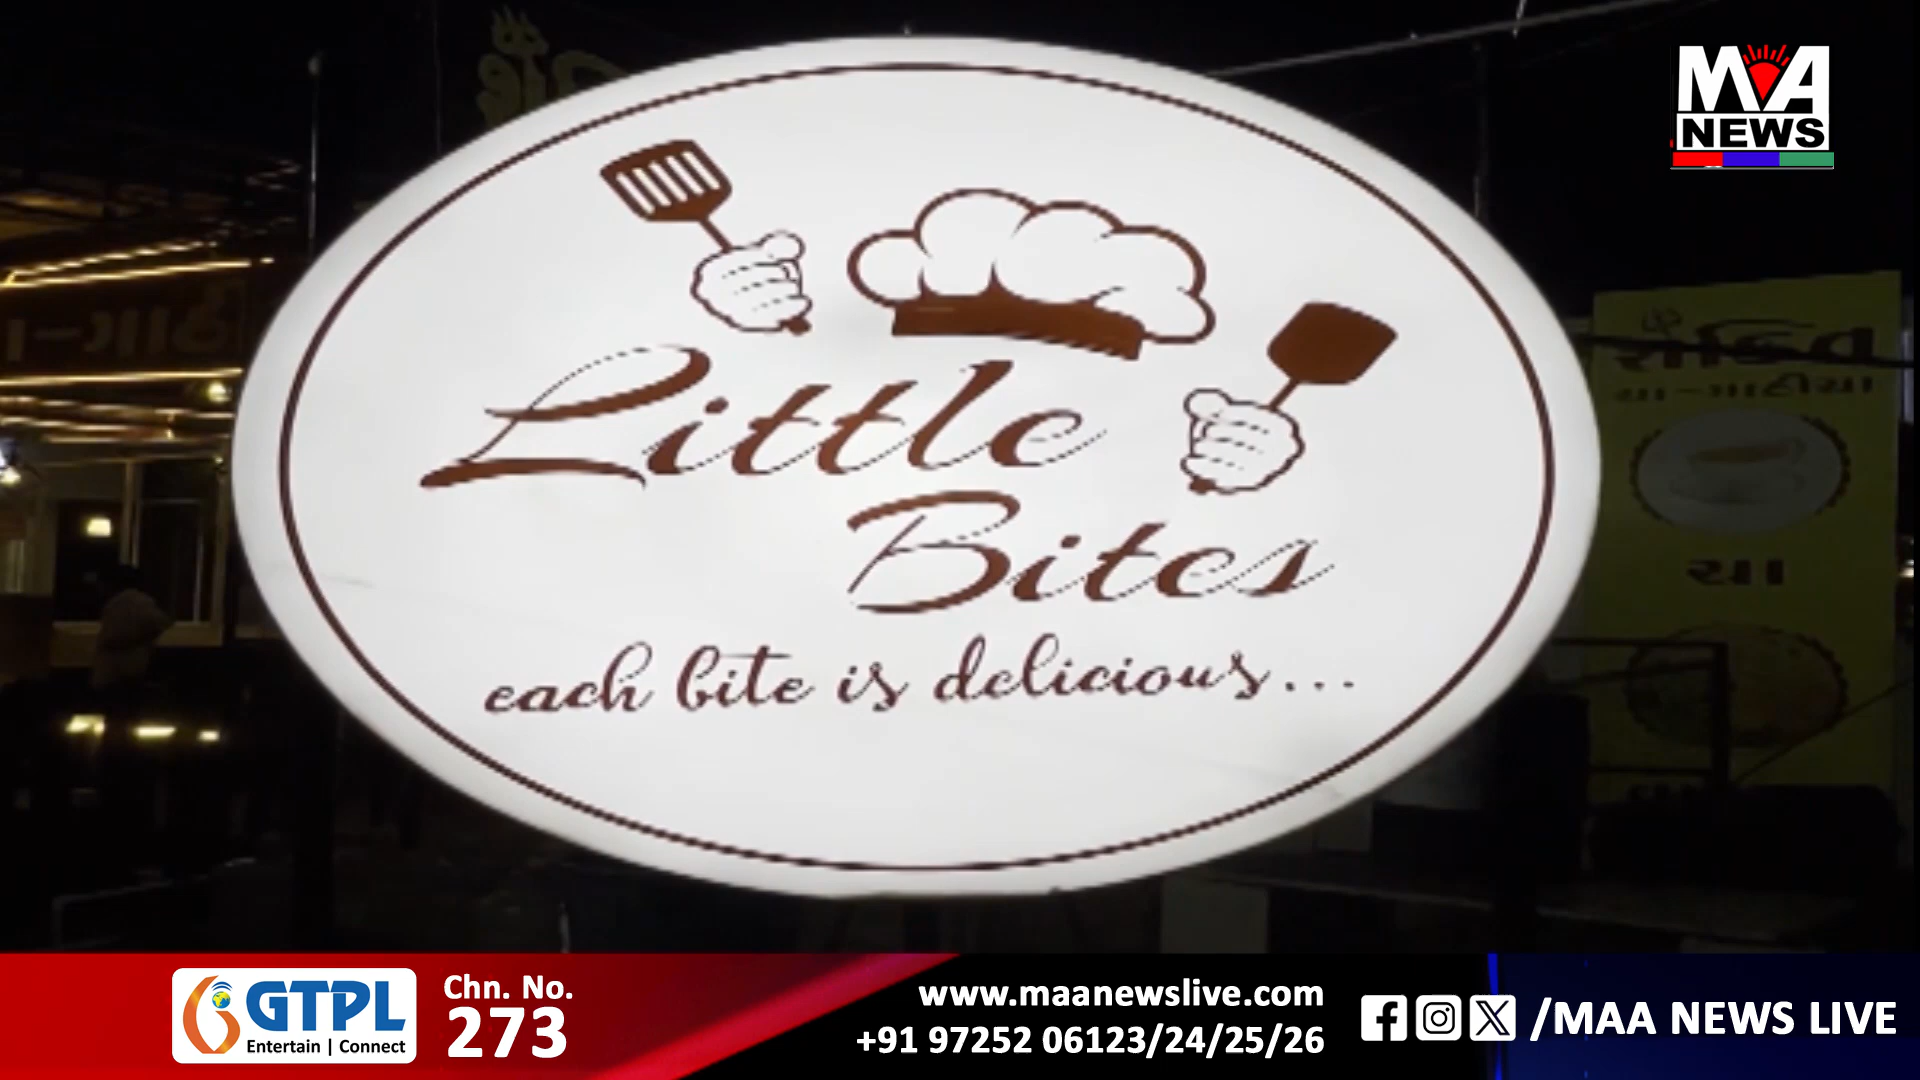 MAA
NEWS
Little
Bites
each bite is delicious...
GTPL
Entertain | Connect
Chn. No.
273
www.maanewslive.com
+91 97252 06123/24/25/26
/MAA NEWS LIVE